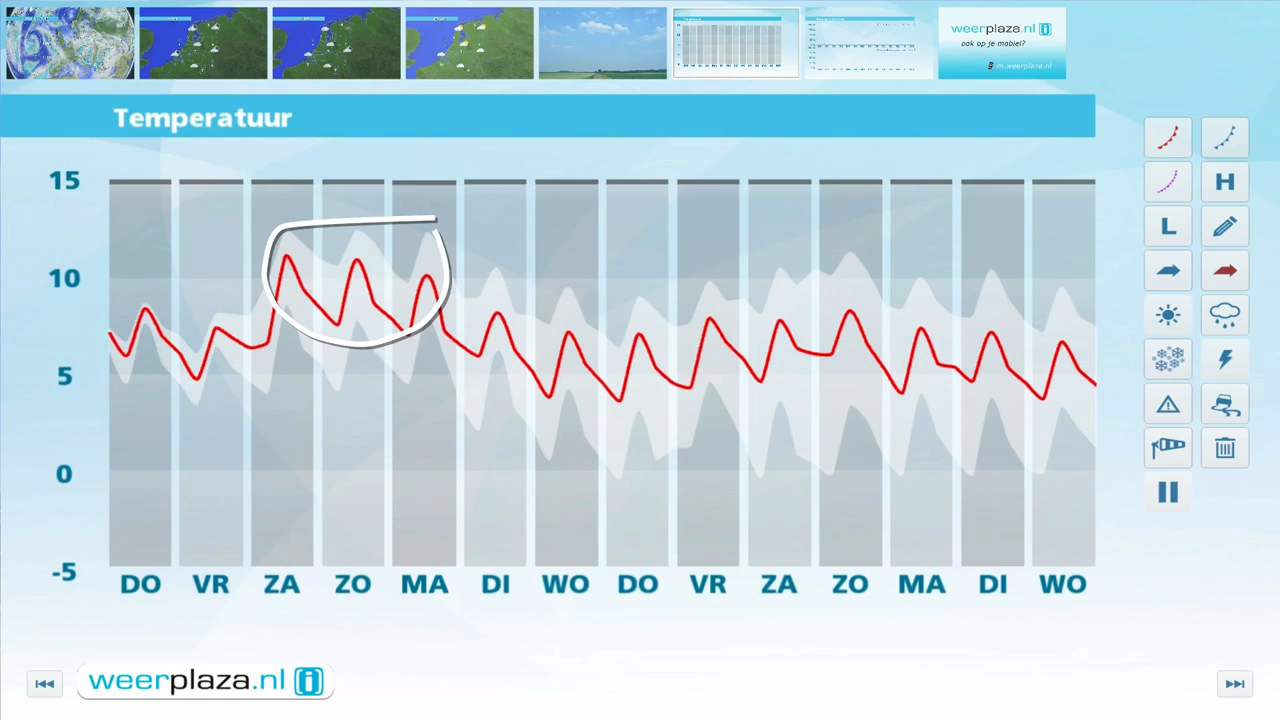 weerplaza.nl i
ook op je mobiel?
m.weerplaza.nl
Temperatuur
15
10
5
0
-5
H
L
DO VR ZA ZO MA DI WO DO VR ZA ZO MA DI WO
weerplaza.nl i